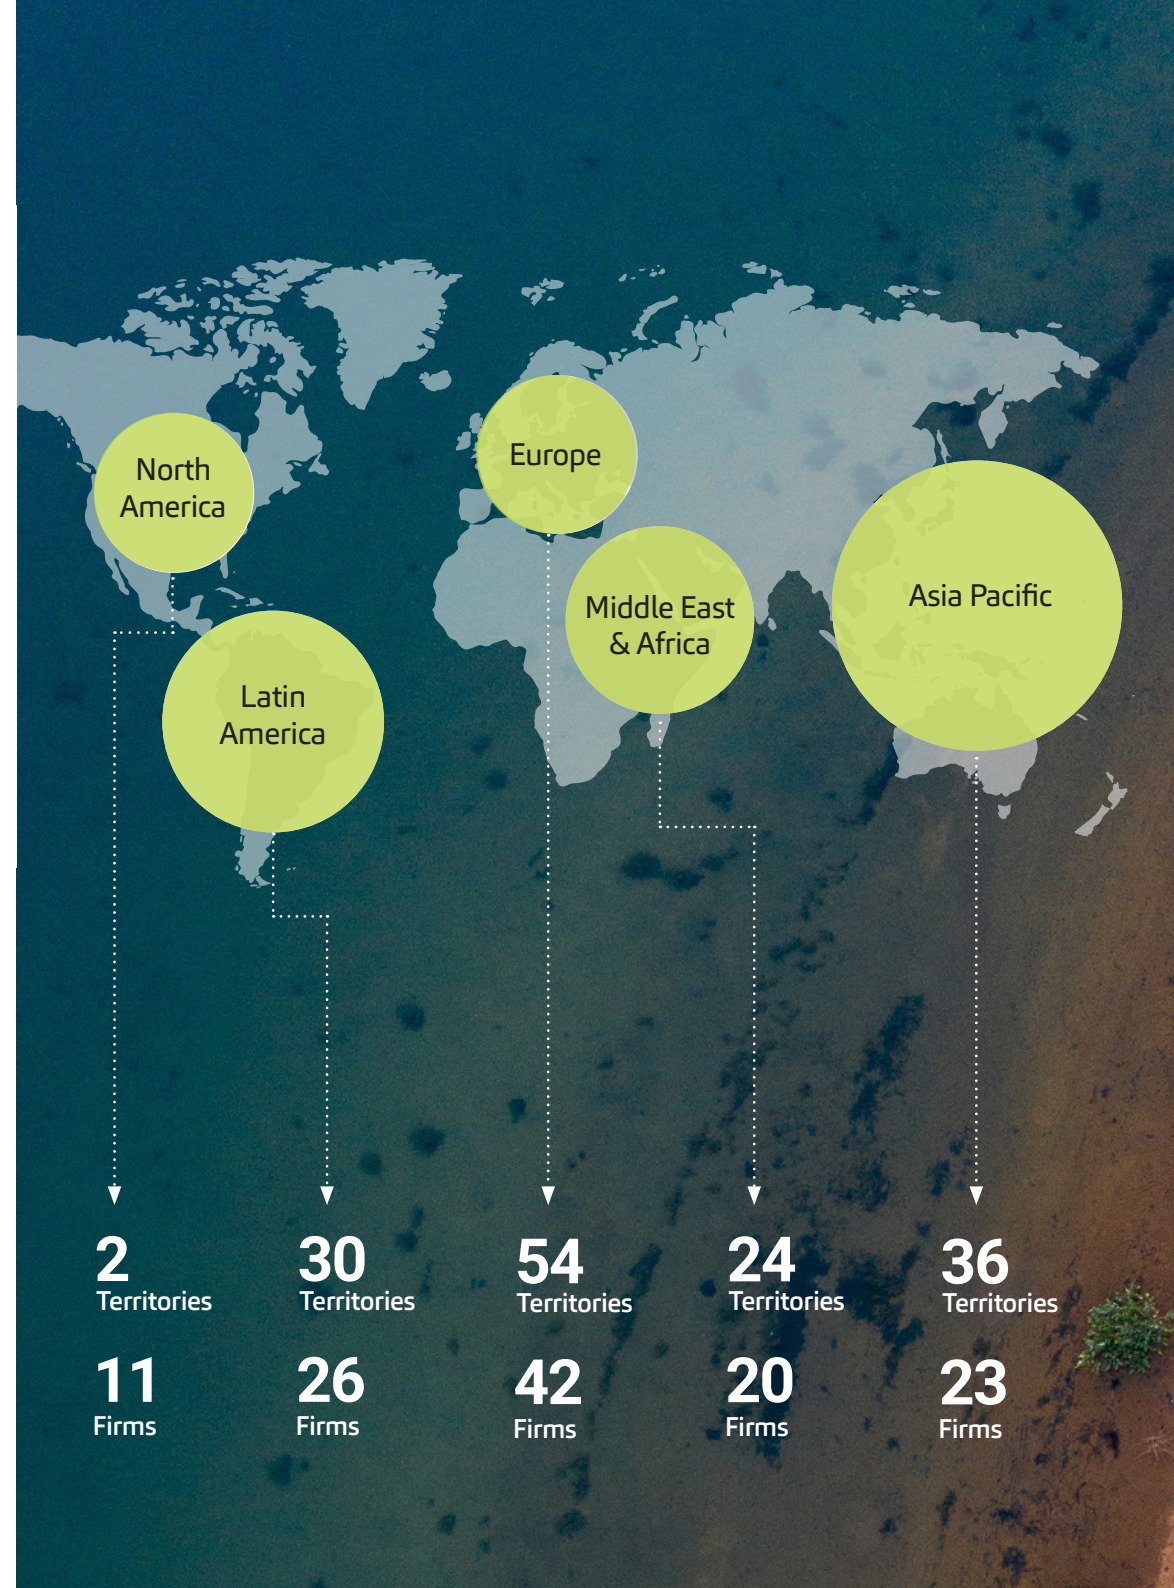 North
America
Europe
Middle East
& Africa
Asia Pacific
Latin
America
2
Territories
30
Territories
54
Territories
24
Territories
36
Territories
11
Firms
26
Firms
42
Firms
20
Firms
23
Firms